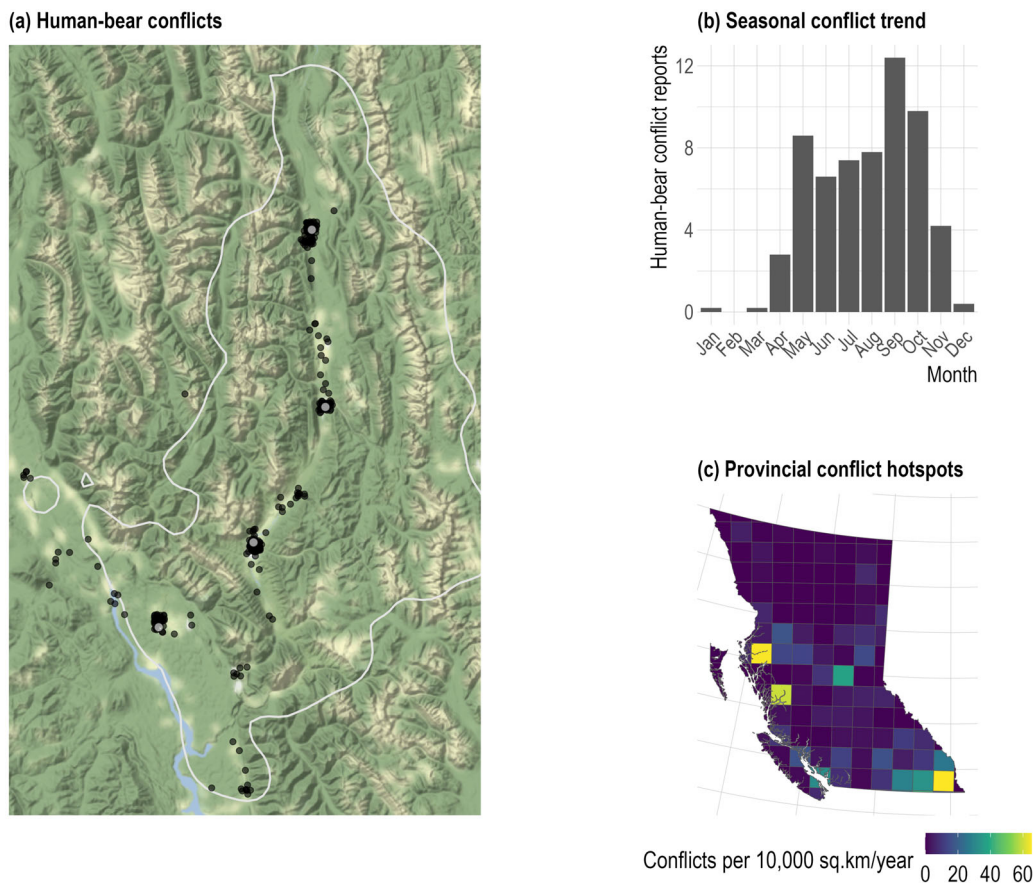 (a) Human-bear conflicts
(b) Seasonal conflict trend
Human-bear conflict reports
12
8
4
0
Jan Feb Mar Apr May Jun Jul Aug Sep Oct Nov Dec
Month
(c) Provincial conflict hotspots
Conflicts per 10,000 sq.km/year
0 20 40 60